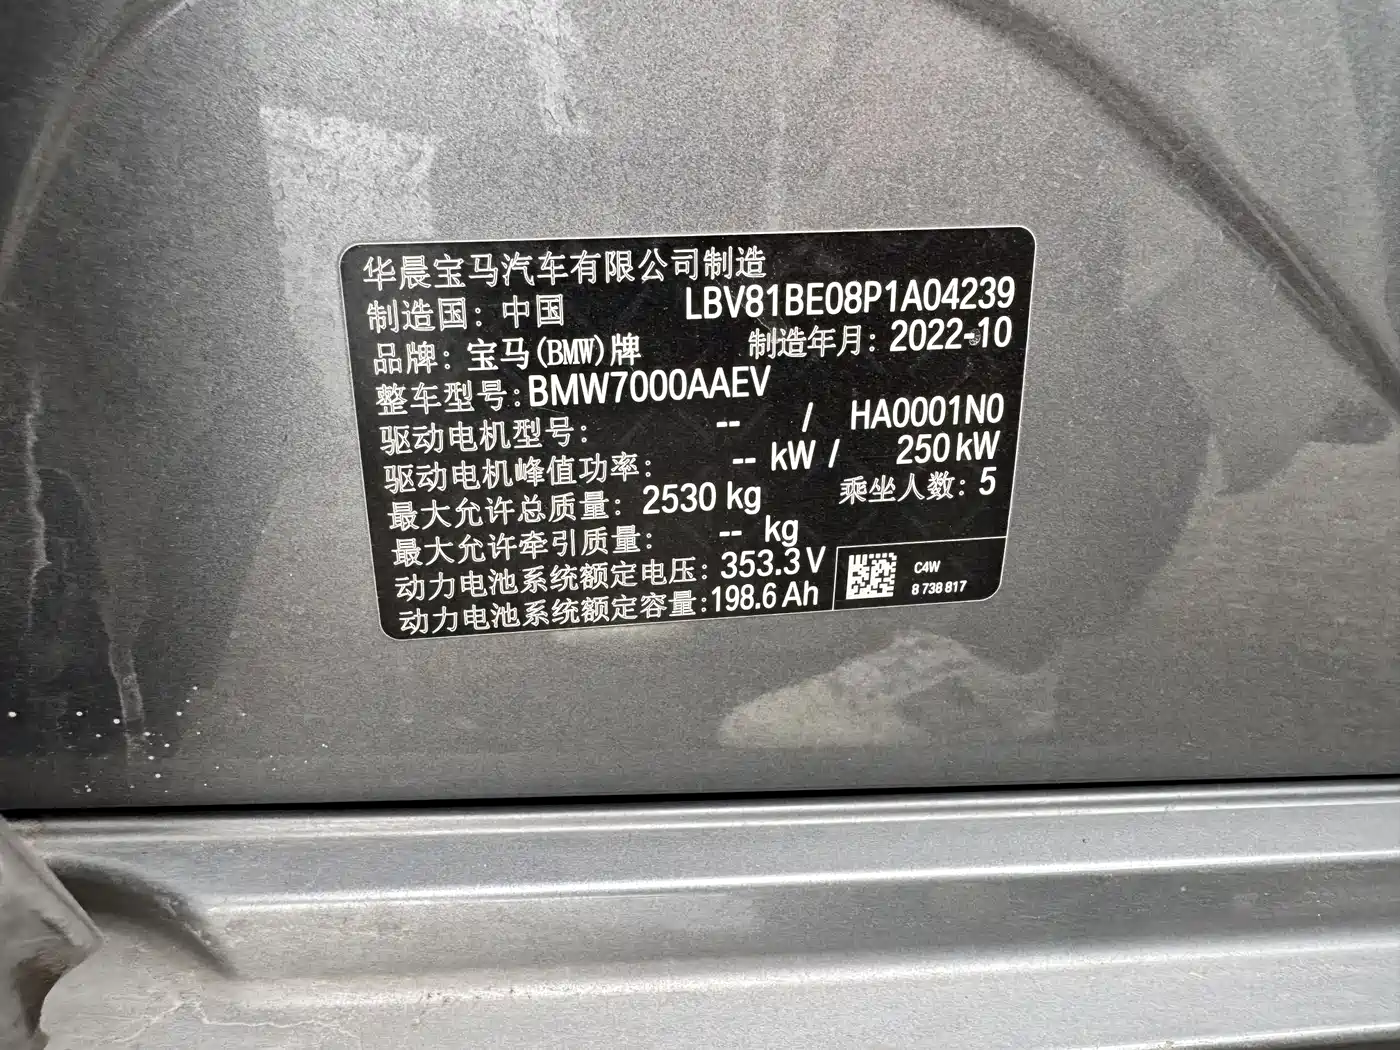 华晨宝马汽车有限公司制造
制造国：中国 LBV81BE08P1A04239
品牌：宝马(BMW)牌 制造年月：2022-10
整车型号：BMW7000AAEV
驱动电机型号： -- / HA0001N0
驱动电机峰值功率： -- kW / 250 kW
最大允许总质量： 2530 kg 乘坐人数：5
最大允许牵引质量： -- kg
动力电池系统额定电压：353.3 V
动力电池系统额定容量：198.6 Ah
C4W
8 738 817